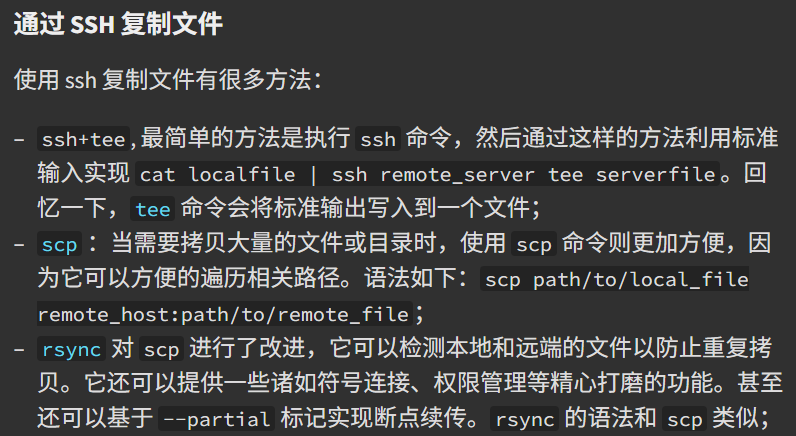 通过 SSH 复制文件
使用 ssh 复制文件有很多方法：
– ssh+tee, 最简单的方法是执行 ssh 命令，然后通过这样的方法利用标准
输入实现 cat localfile | ssh remote_server tee serverfile。回
忆一下，tee 命令会将标准输出写入到一个文件；
– scp ：当需要拷贝大量的文件或目录时，使用 scp 命令则更加方便，因
为它可以方便的遍历相关路径。语法如下：scp path/to/local_file
remote_host:path/to/remote_file；
– rsync 对 scp 进行了改进，它可以检测本地和远端的文件以防止重复拷
贝。它还可以提供一些诸如符号连接、权限管理等精心打磨的功能。甚至
还可以基于 --partial 标记实现断点续传。rsync 的语法和 scp 类似；